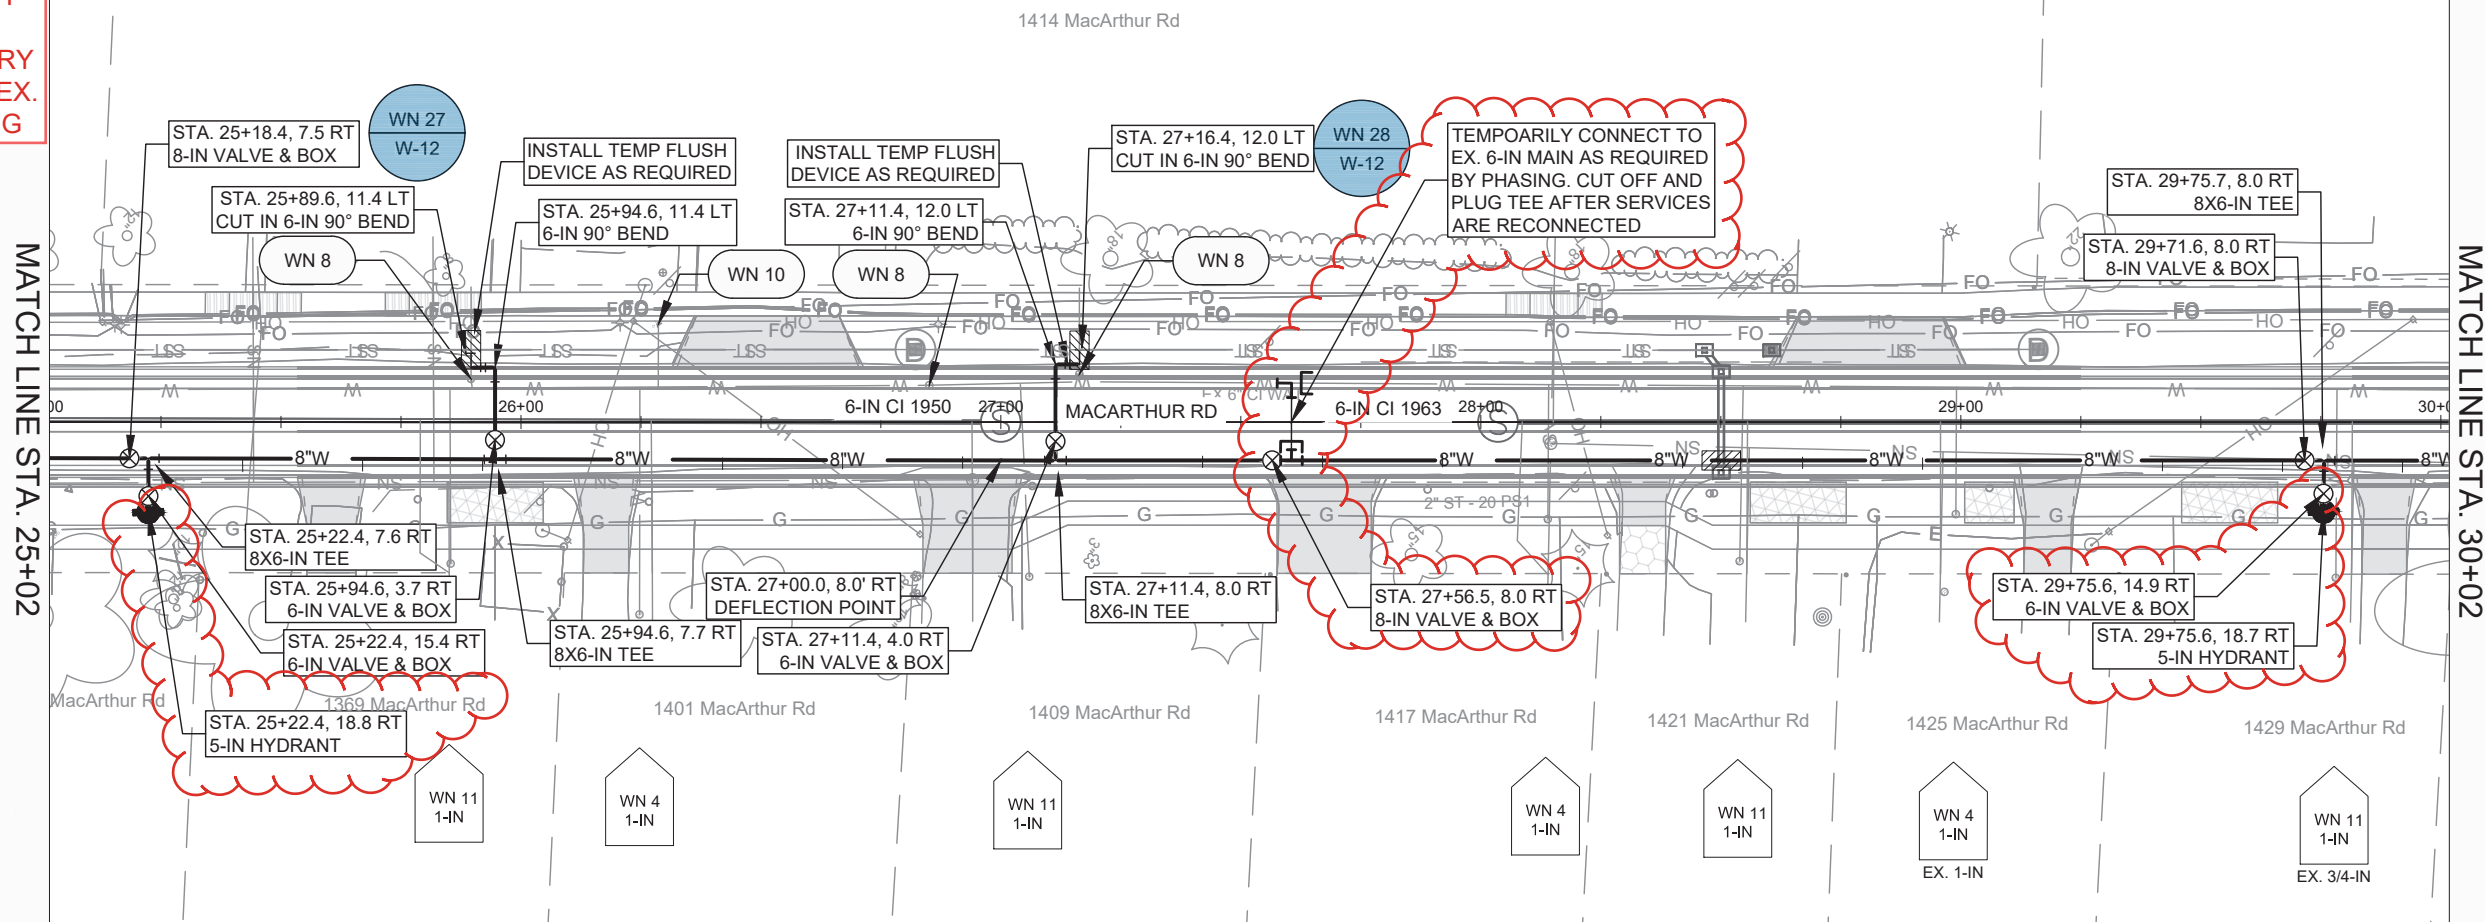 1414 MacArthur Rd
RY
EX.
G
STA. 25+18.4, 7.5 RT
8-IN VALVE & BOX
WN 27
W-12
STA. 25+89.6, 11.4 LT
CUT IN 6-IN 90° BEND
WN 8
INSTALL TEMP FLUSH
DEVICE AS REQUIRED
STA. 25+94.6, 11.4 LT
6-IN 90° BEND
WN 10
INSTALL TEMP FLUSH
DEVICE AS REQUIRED
STA. 27+11.4, 12.0 LT
6-IN 90° BEND
WN 8
STA. 27+16.4, 12.0 LT
CUT IN 6-IN 90° BEND
WN 28
W-12
WN 8
TEMPOARILY CONNECT TO
EX. 6-IN MAIN AS REQUIRED
BY PHASING. CUT OFF AND
PLUG TEE AFTER SERVICES
ARE RECONNECTED
STA. 29+75.7, 8.0 RT
8X6-IN TEE
STA. 29+71.6, 8.0 RT
8-IN VALVE & BOX
MATCH LINE STA. 25+02
MATCH LINE STA. 30+02
26+00
6-IN CI 1950
27+00
MACARTHUR RD
6-IN CI 1963
28+00
29+00
8"W
8"W
8"W
8"W
8"W
8"W
8"W
8"W
2" ST - 20 PS1
STA. 25+22.4, 7.6 RT
8X6-IN TEE
STA. 25+94.6, 3.7 RT
6-IN VALVE & BOX
STA. 25+22.4, 15.4 RT
6-IN VALVE & BOX
STA. 25+22.4, 18.8 RT
5-IN HYDRANT
STA. 25+94.6, 7.7 RT
8X6-IN TEE
STA. 27+00.0, 8.0' RT
DEFLECTION POINT
STA. 27+11.4, 4.0 RT
6-IN VALVE & BOX
STA. 27+11.4, 8.0 RT
8X6-IN TEE
STA. 27+56.5, 8.0 RT
8-IN VALVE & BOX
STA. 29+75.6, 14.9 RT
6-IN VALVE & BOX
STA. 29+75.6, 18.7 RT
5-IN HYDRANT
MacArthur Rd
1369 MacArthur Rd
1401 MacArthur Rd
1409 MacArthur Rd
1417 MacArthur Rd
1421 MacArthur Rd
1425 MacArthur Rd
1429 MacArthur Rd
WN 11
1-IN
WN 4
1-IN
WN 11
1-IN
WN 4
1-IN
WN 11
1-IN
WN 4
1-IN
EX. 1-IN
WN 11
1-IN
EX. 3/4-IN